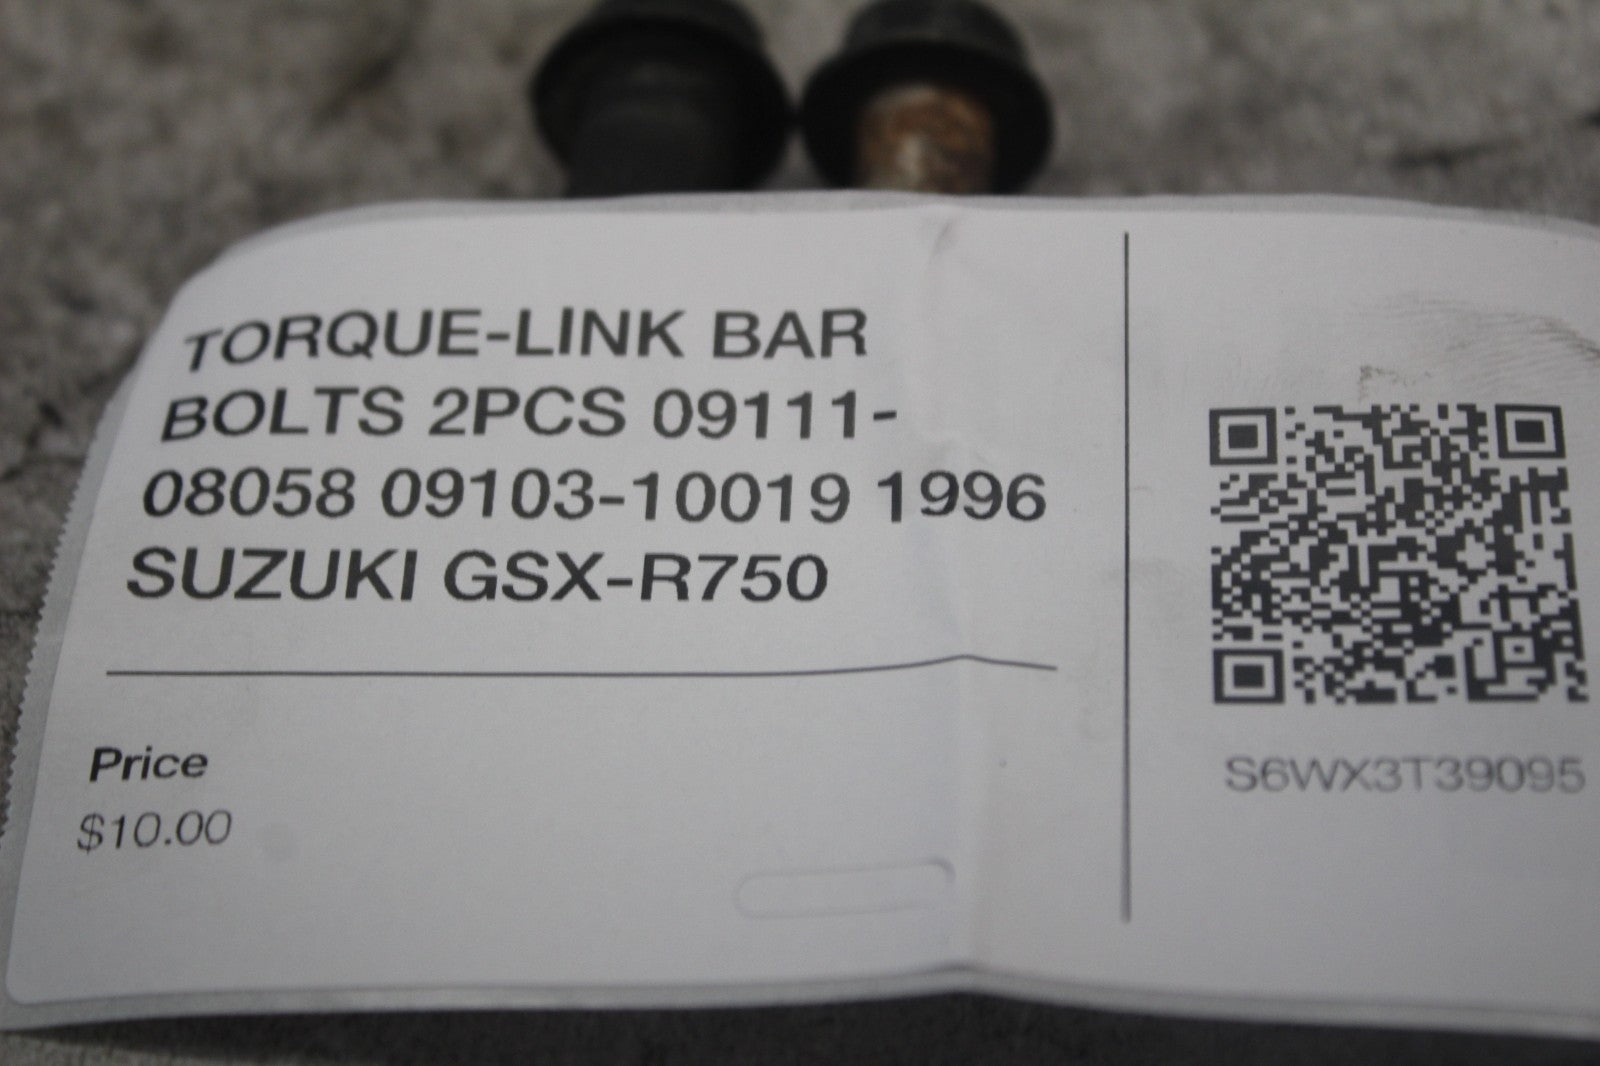 TORQUE-LINK BAR
BOLTS 2PCS 09111-
08058 09103-10019 1996
SUZUKI GSX-R750
Price
$10.00
S6WX3T39095